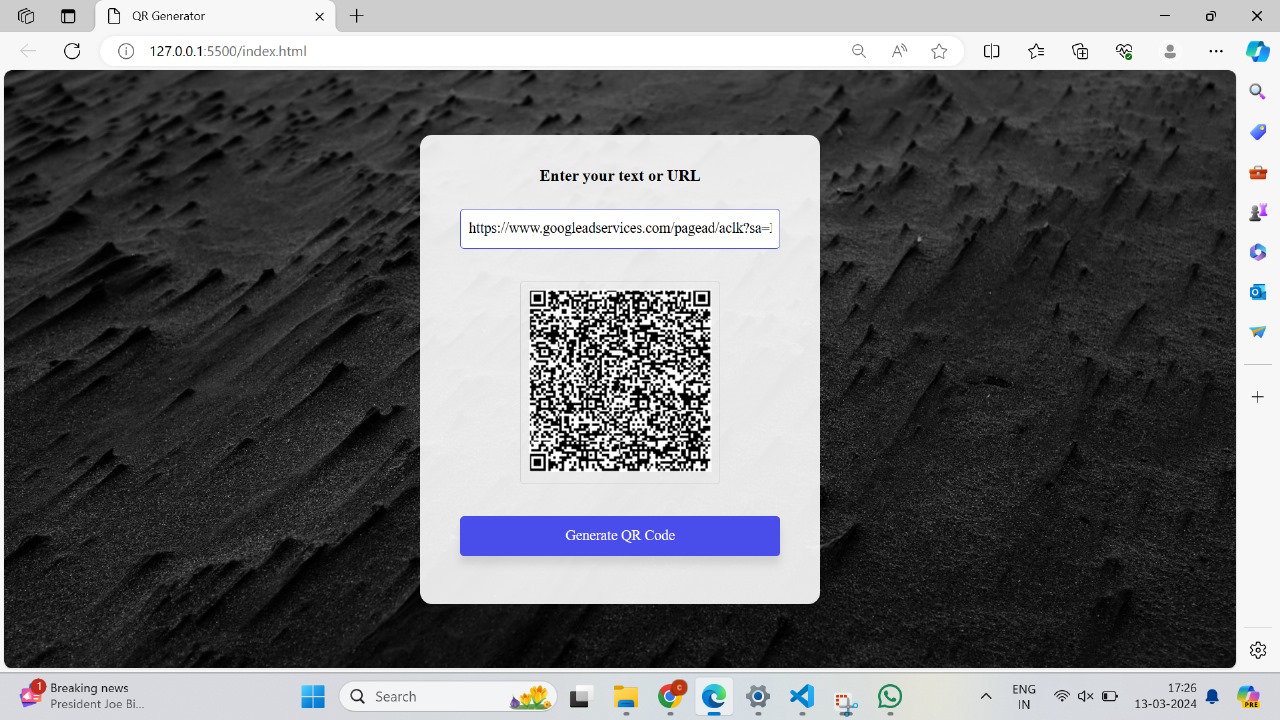 QR Generator
127.0.0.1:5500/index.html
Enter your text or URL
https://www.googleadservices.com/pagead/aclk?sa=
Generate QR Code
1
Breaking news
President Joe Bi...
Search
C
ENG
IN
17:26
13-03-2024
PRE